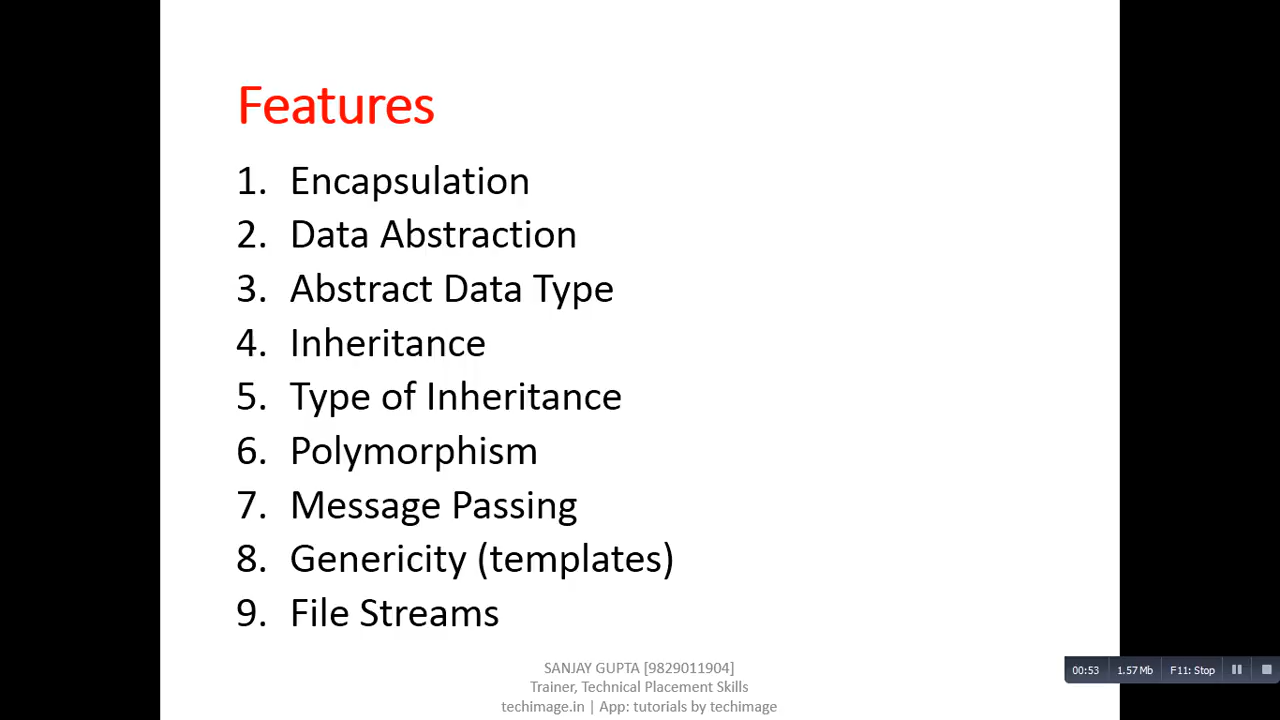 Features
1. Encapsulation
2. Data Abstraction
3. Abstract Data Type
4. Inheritance
5. Type of Inheritance
6. Polymorphism
7. Message Passing
8. Genericity (templates)
9. File Streams
SANJAY GUPTA [9829011904]
Trainer, Technical Placement Skills
techimage.in | App: tutorials by techimage
00:53 1.57 Mb F11: Stop